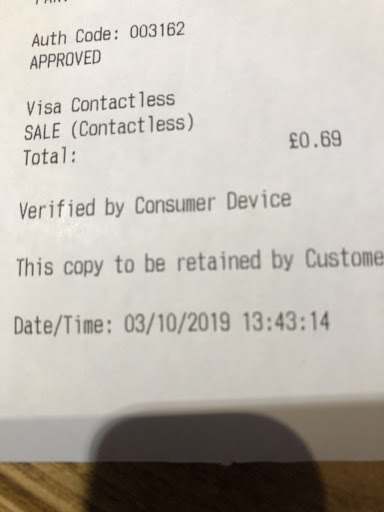 Auth Code: 003162
APPROVED
Visa Contactless
SALE (Contactless)
Total: £0.69
Verified by Consumer Device
This copy to be retained by Custome
Date/Time: 03/10/2019 13:43:14